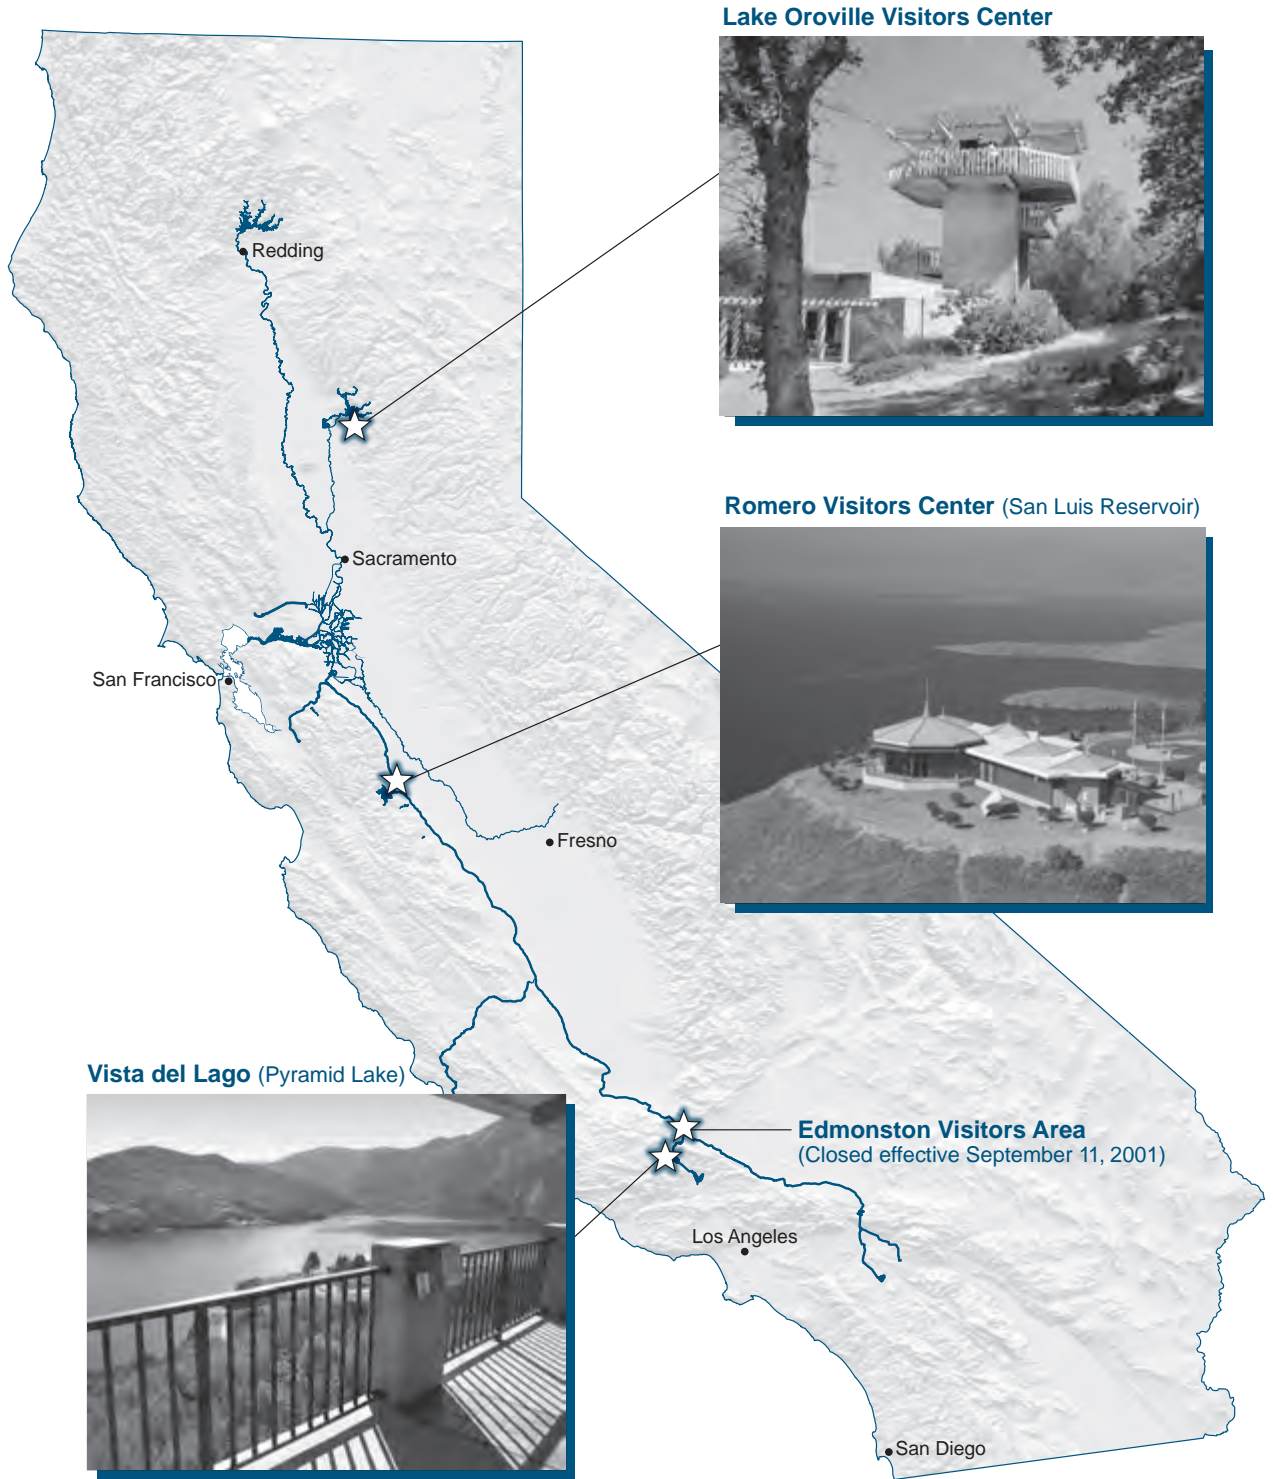 Lake Oroville Visitors Center
Redding
Romero Visitors Center (San Luis Reservoir)
Sacramento
San Francisco
Fresno
Vista del Lago (Pyramid Lake)
Edmonston Visitors Area
(Closed effective September 11, 2001)
Los Angeles
San Diego